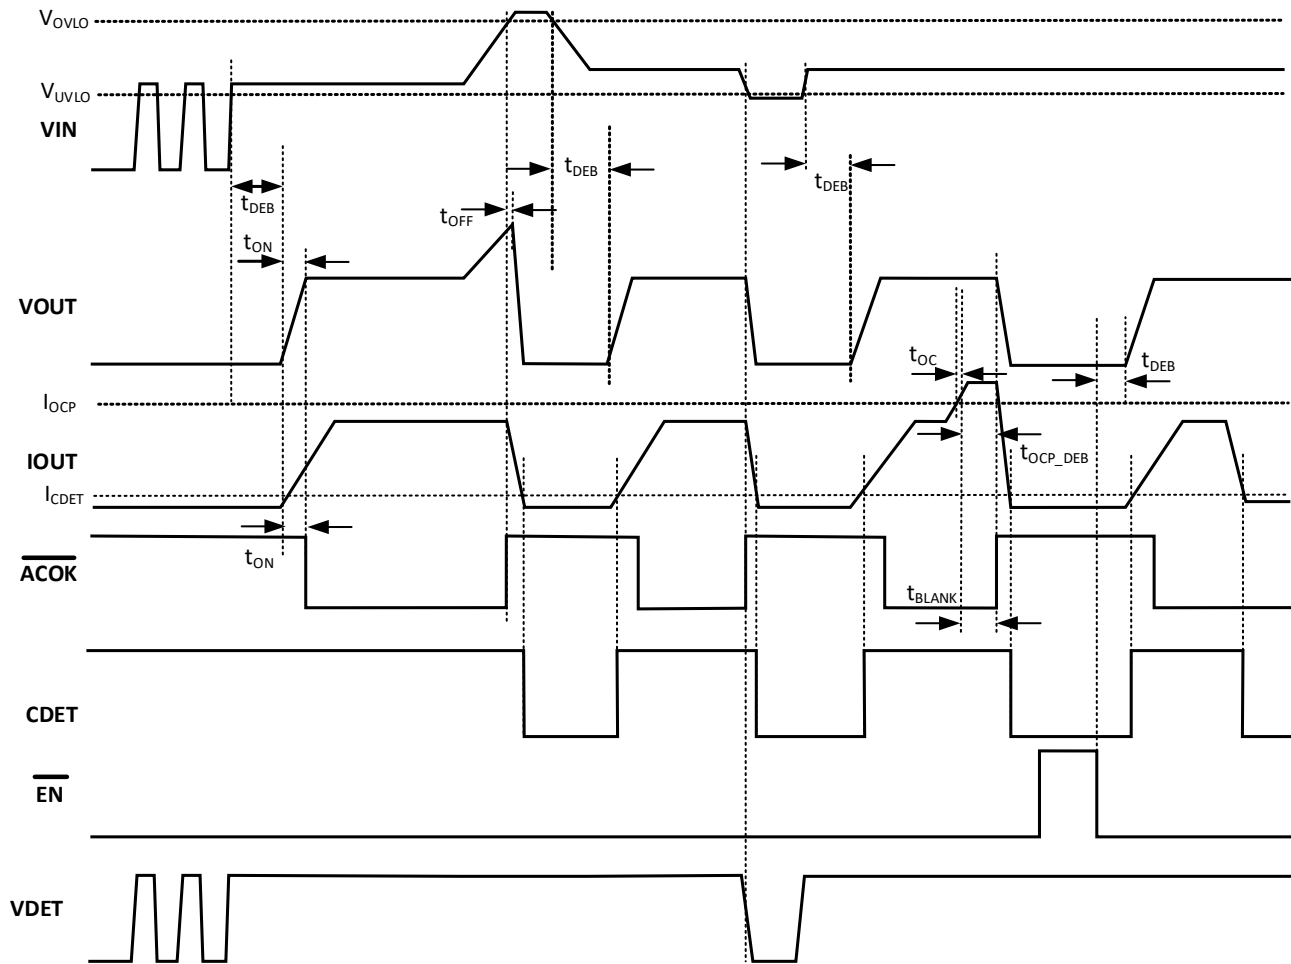 VOVLO
VUVLO
VIN
tDEB
tDEB
tDEB
tOFF
tON
VOUT
tOC
tDEB
IOCP
IOUT
tOCP_DEB
ICDET
tON
ACOK
tBLANK
CDET
EN
VDET